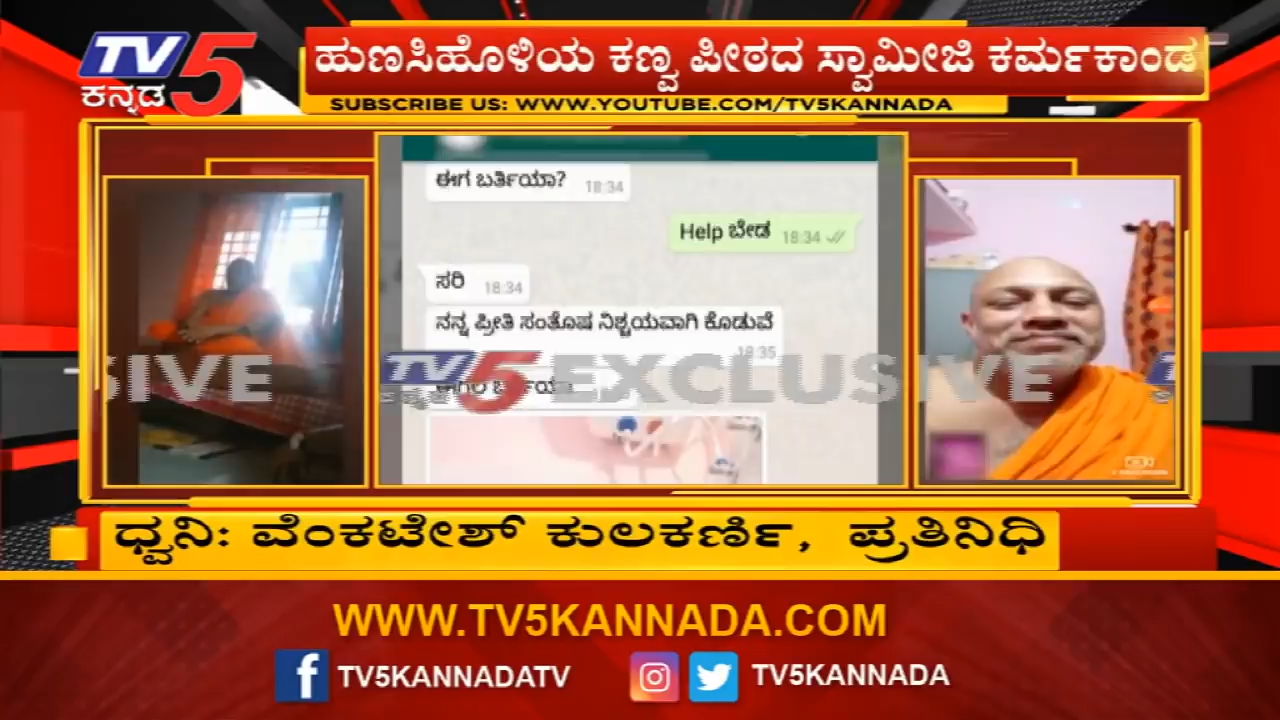 TV5
ಕನ್ನಡ
ಹುಣಸಿಹೊಳಿಯ ಕಣ್ವ ಪೀಠದ ಸ್ವಾಮೀಜಿ ಕರ್ಮಕಾಂಡ
SUBSCRIBE US: WWW.YOUTUBE.COM/TV5KANNADA
ಈಗ ಬರ್ತಿಯಾ? 18:34
Help ಬೇಡ 18:34
ಸರಿ 18:34
ನನ್ನ ಪ್ರೀತಿ ಸಂತೊಷ ನಿಶ್ಚಯವಾಗಿ ಕೊಡುವೆ
18:35
SIVE TV5 EXCLUSIVE
ಧ್ವನಿ: ವೆಂಕಟೇಶ್ ಕುಲಕರ್ಣಿ, ಪ್ರತಿನಿಧಿ
WWW.TV5KANNADA.COM
TV5KANNADATV TV5KANNADA